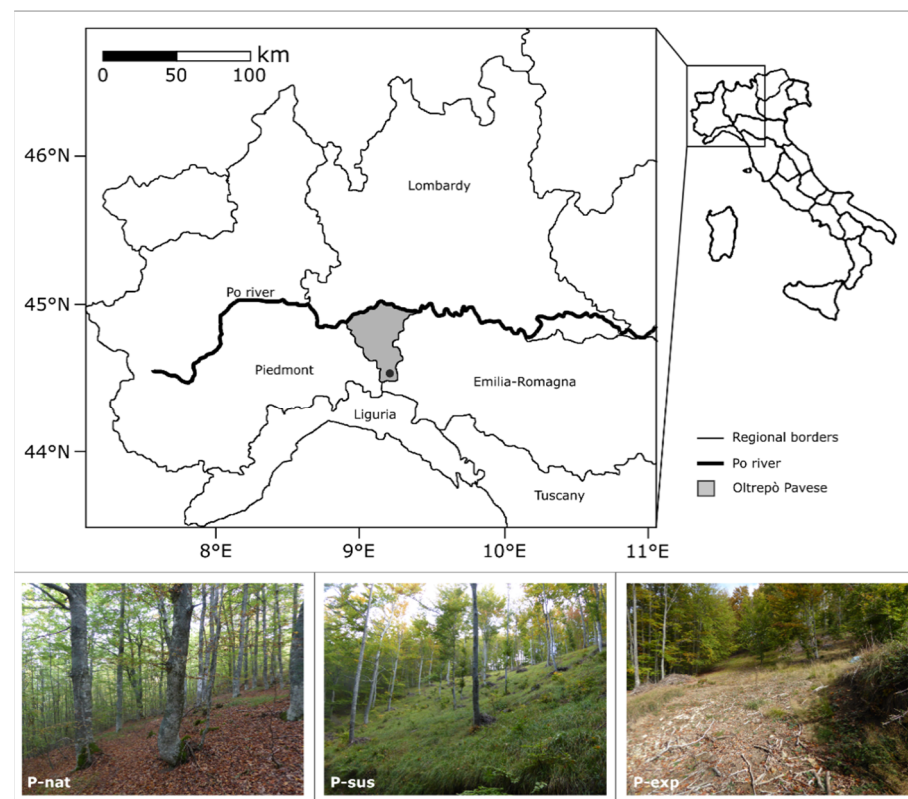 km
0 50 100
46°N
45°N
44°N
8°E 9°E 10°E 11°E
Lombardy
Po river
Piedmont
Emilia-Romagna
Liguria
Tuscany
Regional borders
Po river
Oltrepò Pavese
P-nat
P-sus
P-exp